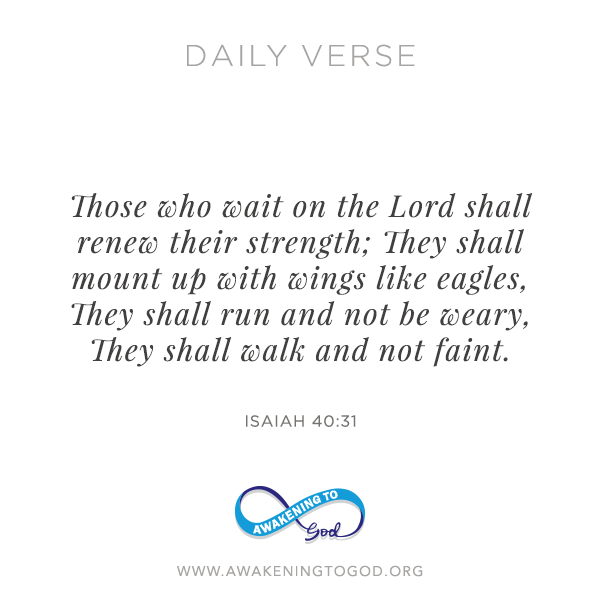 DAILY VERSE
Those who wait on the Lord shall
renew their strength; They shall
mount up with wings like eagles,
They shall run and not be weary,
They shall walk and not faint.
ISAIAH 40:31
AWAKENING TO
God
WWW.AWAKENINGTOGOD.ORG